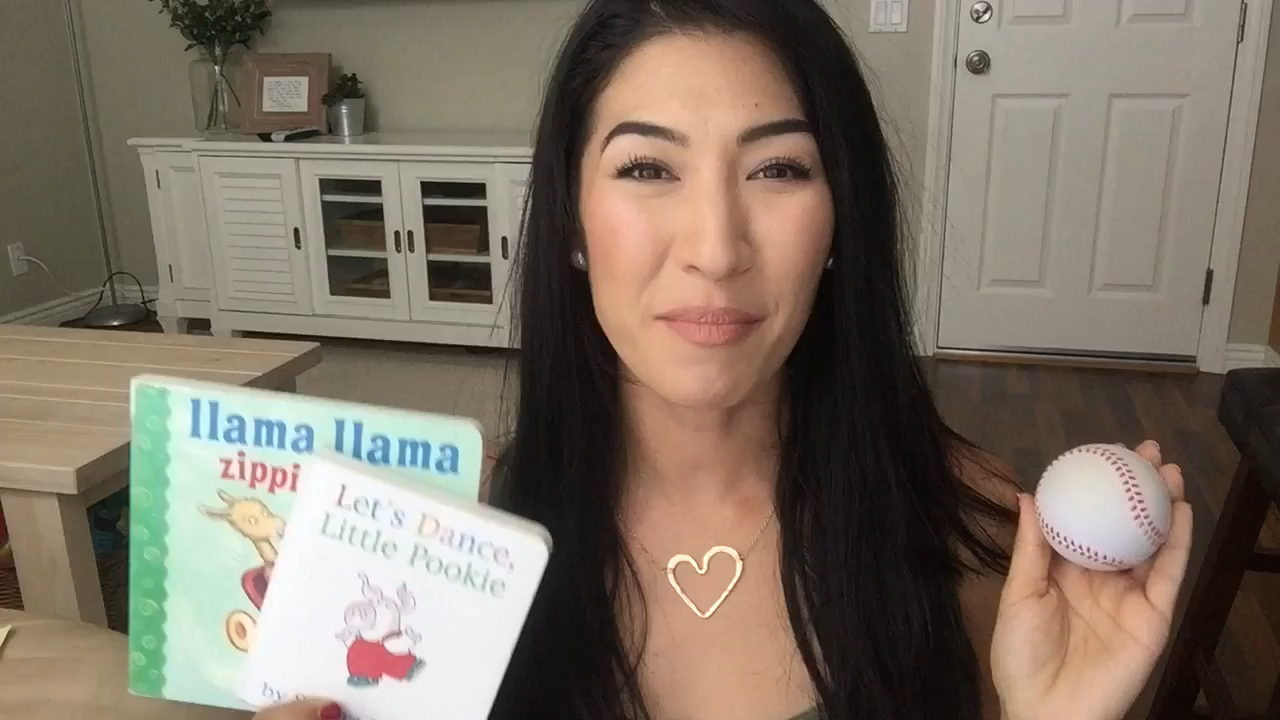 llama llama
zippi
Let's Dance,
Little Pookie
by